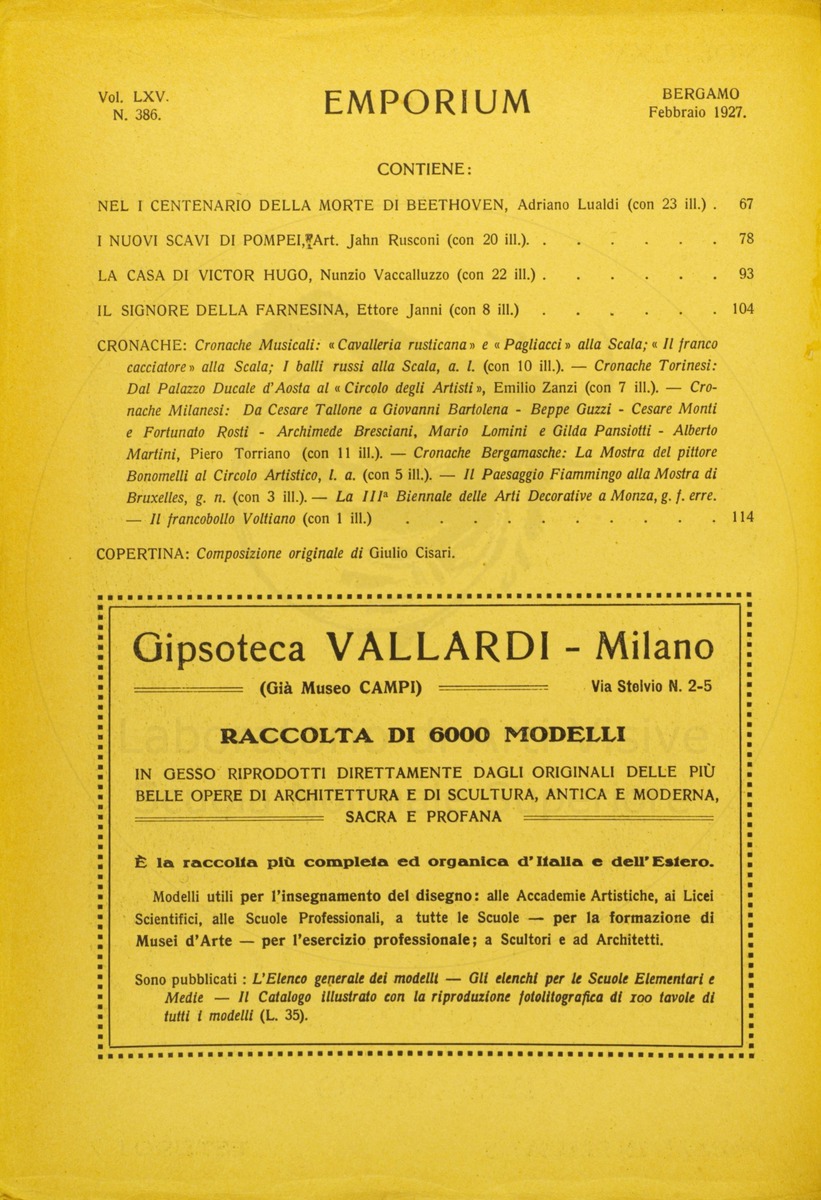 Vol. LXV.
N. 386.
EMPORIUM
BERGAMO
Febbraio 1927.
CONTIENE:
NEL I CENTENARIO DELLA MORTE DI BEETHOVEN, Adriano Lualdi (con 23 ill.) . 67
I NUOVI SCAVI DI POMPEI, Art. Jahn Rusconi (con 20 ill.). . . . . . . 78
LA CASA DI VICTOR HUGO, Nunzio Vaccalluzzo (con 22 ill.) . . . . . . 93
IL SIGNORE DELLA FARNESINA, Ettore Janni (con 8 ill.) . . . . . . 104
CRONACHE: Cronache Musicali: « Cavalleria rusticana » e « Pagliacci » alla Scala; « Il franco
cacciatore » alla Scala; I balli russi alla Scala, a. l. (con 10 ill.). — Cronache Torinesi:
Dal Palazzo Ducale d'Aosta al « Circolo degli Artisti », Emilio Zanzi (con 7 ill.). — Cro-
nache Milanesi: Da Cesare Tallone a Giovanni Bartolena - Beppe Guzzi - Cesare Monti
e Fortunato Rosti - Archimede Bresciani, Mario Lomini e Gilda Pansiotti - Alberto
Martini, Piero Torriano (con 11 ill.). — Cronache Bergamasche: La Mostra del pittore
Bonomelli al Circolo Artistico, l. a. (con 5 ill.). — Il Paesaggio Fiammingo alla Mostra di
Bruxelles, g. n. (con 3 ill.). — La IIIª Biennale delle Arti Decorative a Monza, g. f. erre.
— Il francobollo Voltiano (con 1 ill.) . . . . . . . . . . 114
COPERTINA: Composizione originale di Giulio Cisari.
Gipsoteca VALLARDI - Milano
(Già Museo CAMPI) Via Stelvio N. 2-5
RACCOLTA DI 6000 MODELLI
IN GESSO RIPRODOTTI DIRETTAMENTE DAGLI ORIGINALI DELLE PIÙ
BELLE OPERE DI ARCHITETTURA E DI SCULTURA, ANTICA E MODERNA,
SACRA E PROFANA
È la raccolta più completa ed organica d'Italia e dell'Estero.
Modelli utili per l'insegnamento del disegno: alle Accademie Artistiche, ai Licei
Scientifici, alle Scuole Professionali, a tutte le Scuole — per la formazione di
Musei d'Arte — per l'esercizio professionale; a Scultori e ad Architetti.
Sono pubblicati : L'Elenco generale dei modelli — Gli elenchi per le Scuole Elementari e
Medie — Il Catalogo illustrato con la riproduzione fotolitografica di 100 tavole di
tutti i modelli (L. 35).